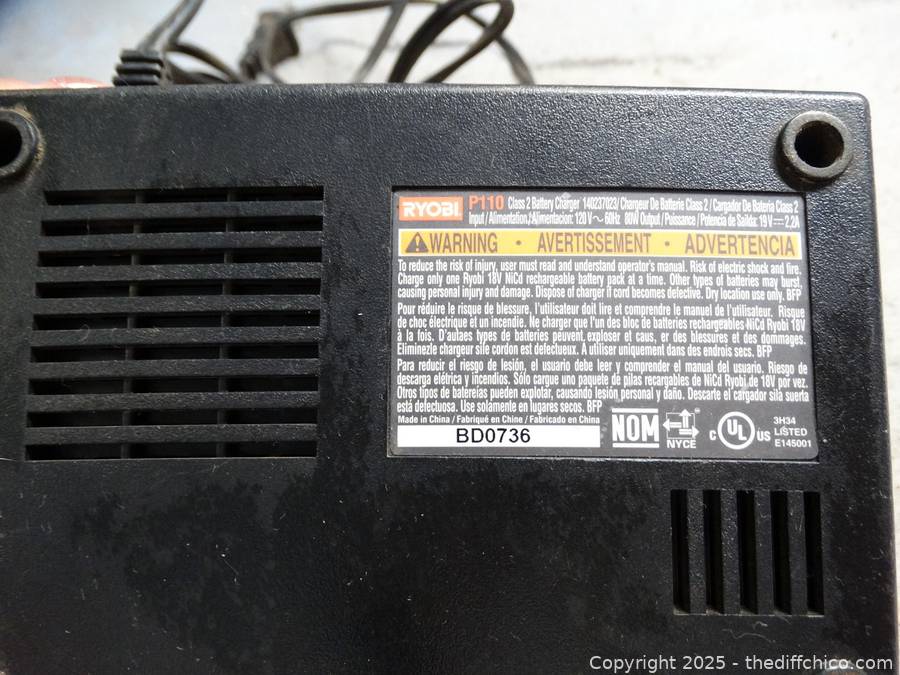 RYOBI P110 Class 2 Battery Charger 140237023/ Chargeur De Batterie Class 2 / Cargador De Bateria Class 2
Input / Alimentation / Alimentacion: 120 V ~ 60Hz 80W Output / Puissance / Potencia de Salida: 19 V 2,2A
WARNING · AVERTISSEMENT · ADVERTENCIA
To reduce the risk of injury, user must read and understand operator's manual. Risk of electric shock and fire.
Charge only one Ryobi 18V NiCd rechargeable battery pack at a time. Other types of batteries may burst,
causing personal injury and damage. Dispose of charger if cord becomes defective. Dry location use only. BFP
Pour réduire le risque de blessure, l'utilisateur doit lire et comprendre le manuel de l'utilisateur. Risque
de choc électrique et un incendie. Ne charger que l'un des bloc de batteries rechargeables NiCd Ryobi 18V
à la fois. D'autaes types de batteries peuvent exploser et caus, er des blessures et des dommages.
Eliminezle chargeur sile cordon est defectueux. À utiliser uniquement dans des endrois secs. BFP
Para reducir el riesgo de lesión, el usuario debe leer y comprender el manual del usuario. Riesgo de
descarga elétrica y incendios. Sólo cargue uno paquete de pilas recargables de NiCd Ryobi de 18V por vez.
Otros tipos de batereías pueden explotar, causando lesión personal y daño. Descarte el cargador sila suerta
está defectuosa. Use solamente en lugares secos. BFP
Made in China / Fabriqué en Chine / Fabricado en China
BD0736
NOM
NYCE
C UL US
3H34
LISTED
E145001
Copyright © 2025 - thediffchico.com